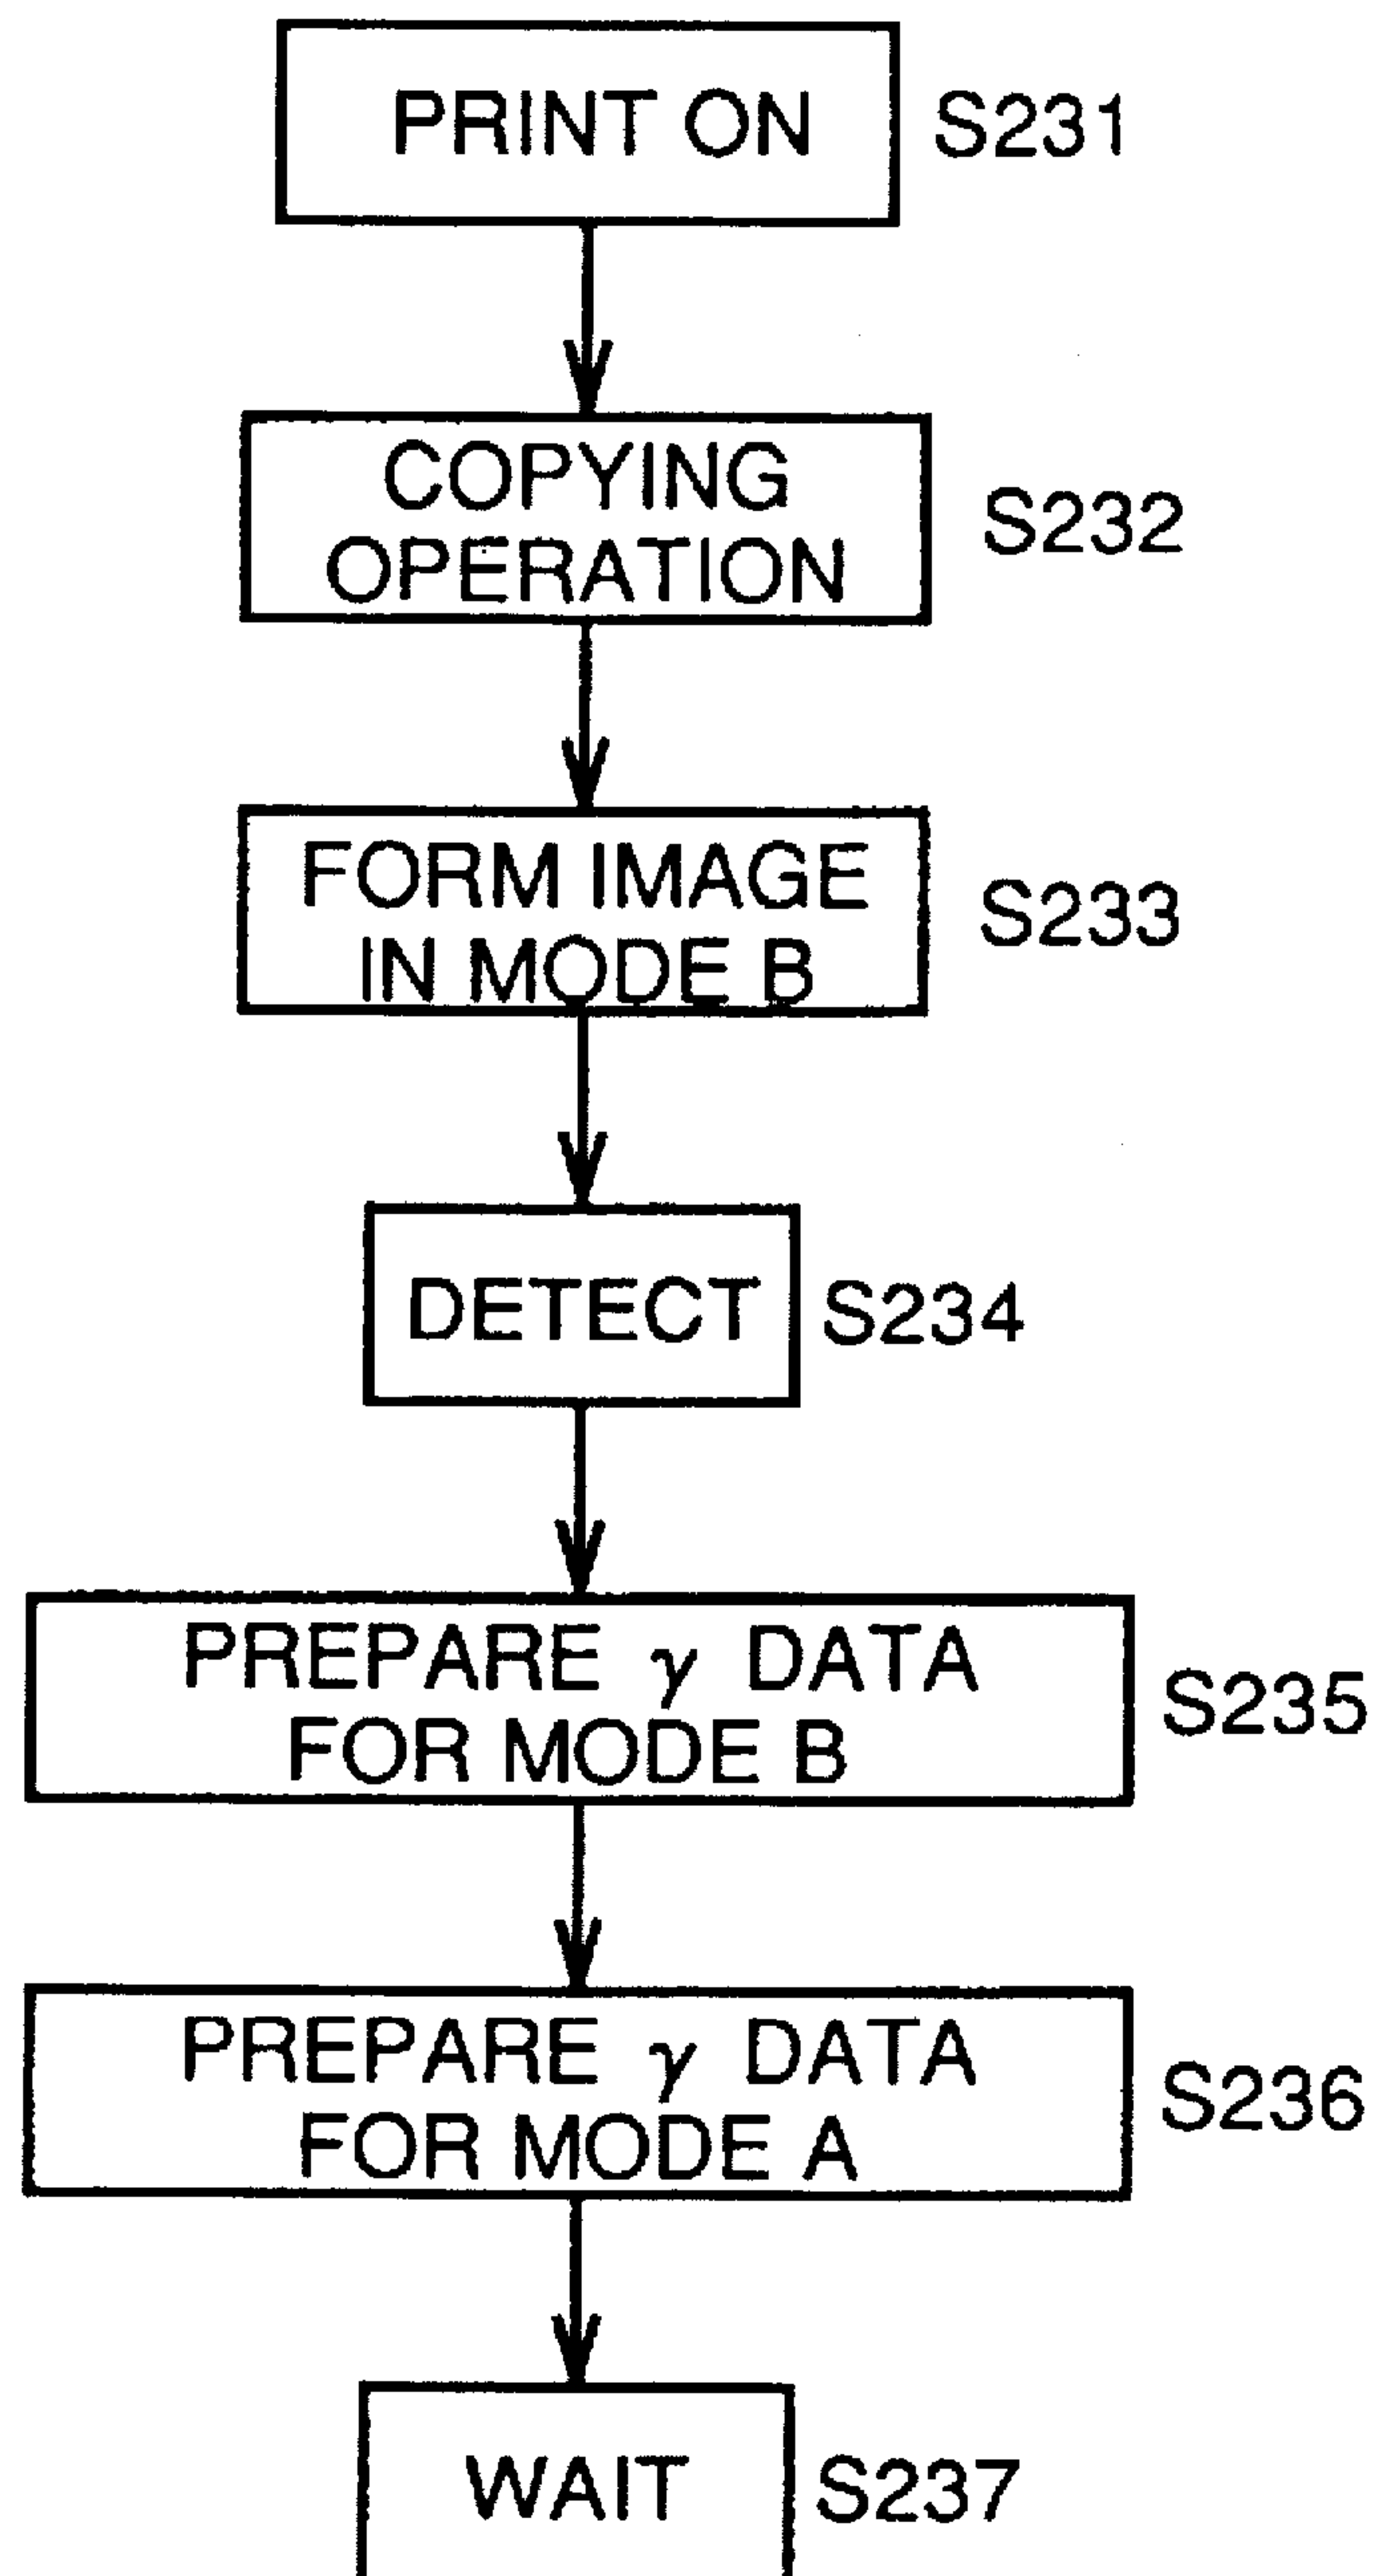 PRINT ON
S231
COPYING
OPERATION
S232
FORM IMAGE
IN MODE B
S233
DETECT
S234
PREPARE γ DATA
FOR MODE B
S235
PREPARE γ DATA
FOR MODE A
S236
WAIT
S237